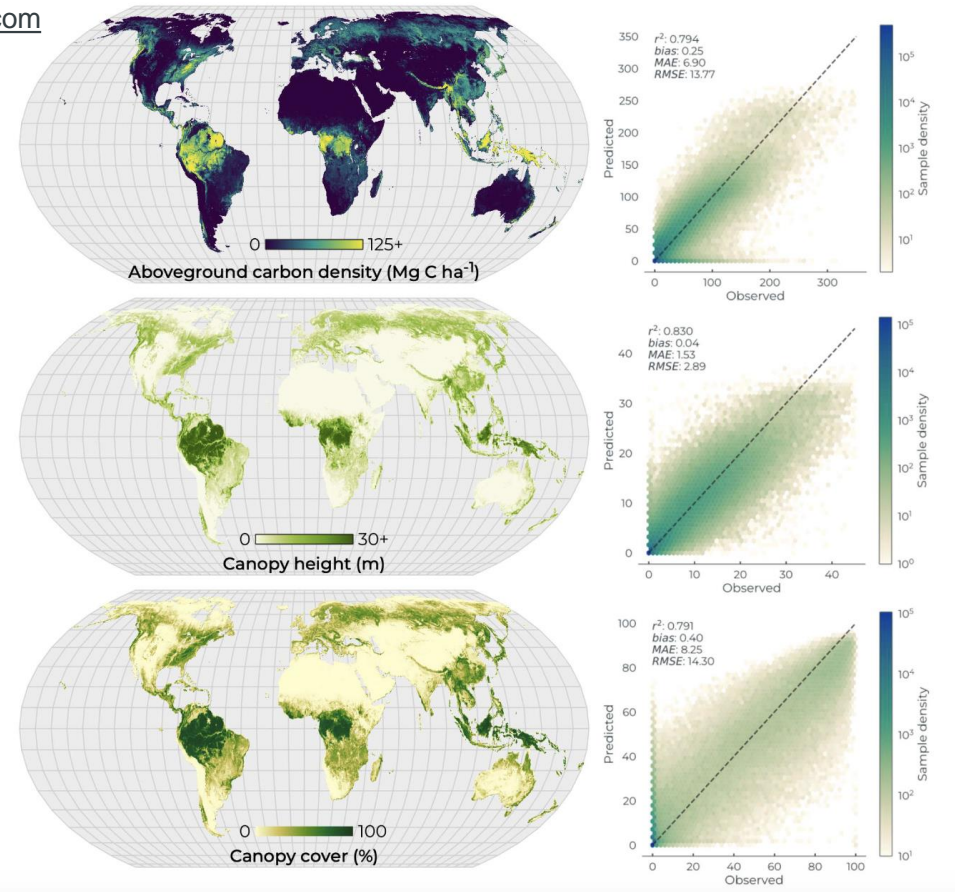 com
0 125+
Aboveground carbon density (Mg C ha⁻¹)
r²: 0.794
bias: 0.25
MAE: 6.90
RMSE: 13.77
350
300
250
200
150
100
50
0
Predicted
0 100 200 300
Observed
10⁵
10⁴
10³
10²
10¹
Sample density
0 30+
Canopy height (m)
r²: 0.830
bias: 0.04
MAE: 1.53
RMSE: 2.89
40
30
20
10
0
Predicted
0 10 20 30 40
Observed
10⁵
10⁴
10³
10²
10¹
10⁰
Sample density
0 100
Canopy cover (%)
r²: 0.791
bias: 0.40
MAE: 8.25
RMSE: 14.30
100
80
60
40
20
0
Predicted
0 20 40 60 80 100
Observed
10⁵
10⁴
10³
10²
10¹
Sample density